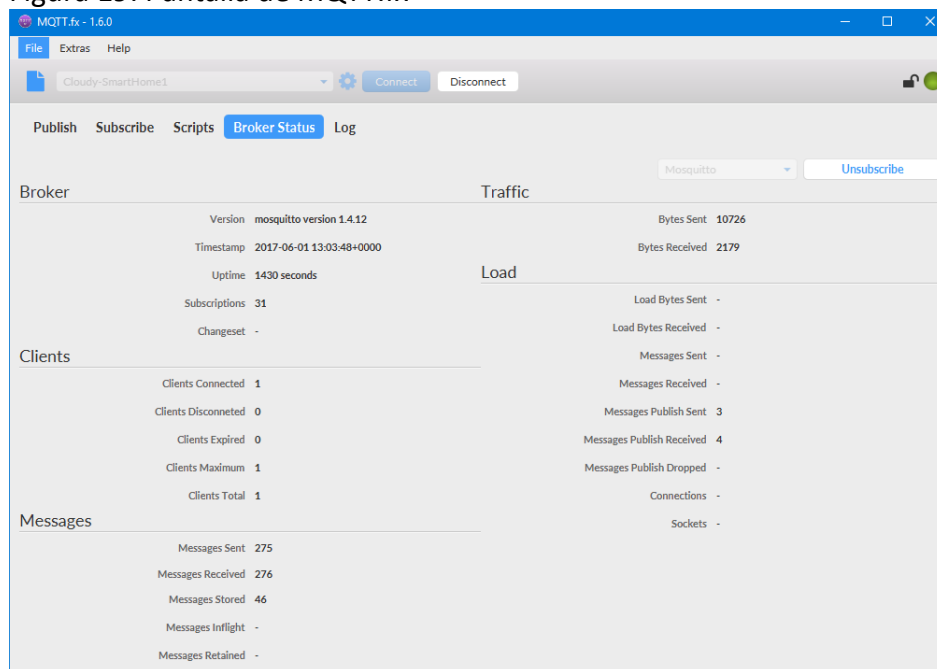 MQTT.fx - 1.6.0
File Extras Help
Cloudy-SmartHome1 Connect Disconnect
Publish Subscribe Scripts Broker Status Log
Mosquitto Unsubscribe
Broker
Version mosquitto version 1.4.12
Timestamp 2017-06-01 13:03:48+0000
Uptime 1430 seconds
Subscriptions 31
Changeset -
Clients
Clients Connected 1
Clients Disconneted 0
Clients Expired 0
Clients Maximum 1
Clients Total 1
Messages
Messages Sent 275
Messages Received 276
Messages Stored 46
Messages Inflight -
Messages Retained -
Traffic
Bytes Sent 10726
Bytes Received 2179
Load
Load Bytes Sent -
Load Bytes Received -
Messages Sent -
Messages Received -
Messages Publish Sent 3
Messages Publish Received 4
Messages Publish Dropped -
Connections -
Sockets -